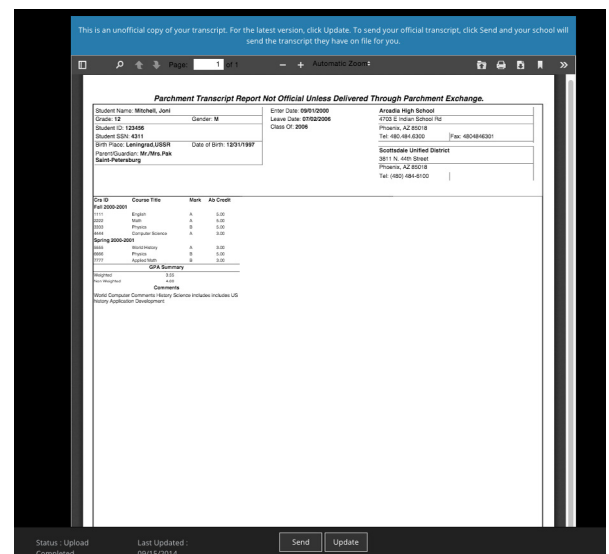 This is an unofficial copy of your transcript. For the latest version, click Update. To send your official transcript, click Send and your school will
send the transcript they have on file for you.
Page: 1 of 1 Automatic Zoom
Parchment Transcript Report Not Official Unless Delivered Through Parchment Exchange.
Student Name: Mitchell, Joni
Grade: 12 Gender: M
Student ID: 123456
Student SSN: 4311
Birth Place: Leningrad,USSR Date of Birth: 12/31/1997
Parent/Guardian: Mr./Mrs.Pak
Saint-Petersburg
Enter Date: 09/01/2000
Leave Date: 07/02/2006
Class Of: 2006
Arcadia High School
4703 E Indian School Rd
Phoenix, AZ 85018
Tel: 480.484.6300 Fax: 4804846301
Scottsdale Unified District
3811 N. 44th Street
Phoenix, AZ 85018
Tel: (480) 484-6100
Crs ID Course Title Mark Ab Credit
Fall 2000-2001
1111 English A 5.00
2222 Math A 5.00
3333 Physics B 5.00
4444 Computer Science A 5.00
Spring 2000-2001
5555 World History A 5.00
6666 Physics B 5.00
7777 Applied Math B 5.00
GPA Summary
Weighted
Non Weighted
Comments
World Computer Comments History Science includes includes US
history Application Development
Status : Upload
Completed
Last Updated :
09/15/2014
Send
Update